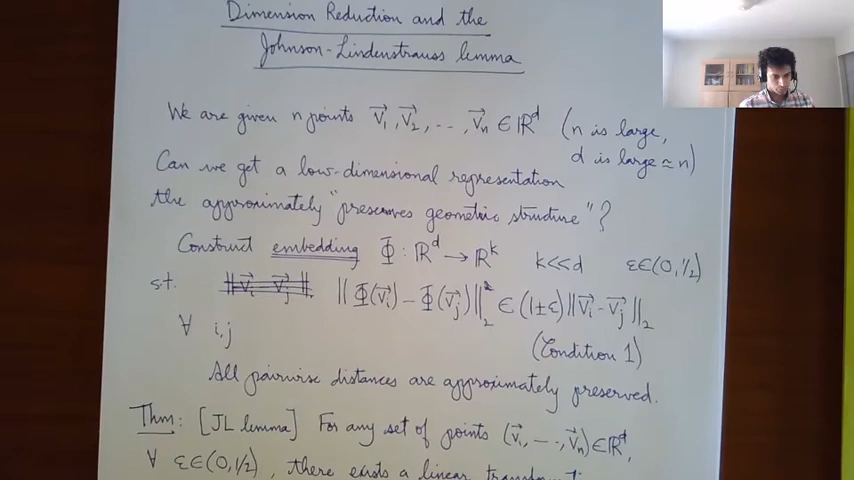 Dimension Reduction and the
Johnson-Lindenstrauss lemma
We are given n points v⃗₁, v⃗₂, ..., v⃗ₙ ∈ ℝᵈ (n is large,
d is large ≃ n)
Can we get a low-dimensional representation
the approximately "preserves geometric structure"?
Construct embedding Φ: ℝᵈ → ℝᵏ k<<d ε∈(0,1/2)
s.t. ‖Φ(v⃗ᵢ) - Φ(v⃗ⱼ)‖₂ ∈ (1±ε)‖v⃗ᵢ - v⃗ⱼ‖₂
∀ i,j (Condition 1)
All pairwise distances are approximately preserved.
Thm: [JL lemma] For any set of points (v⃗₁, ..., v⃗ₙ) ∈ ℝᵈ,
∀ ε∈(0,1/2), there exists a linear